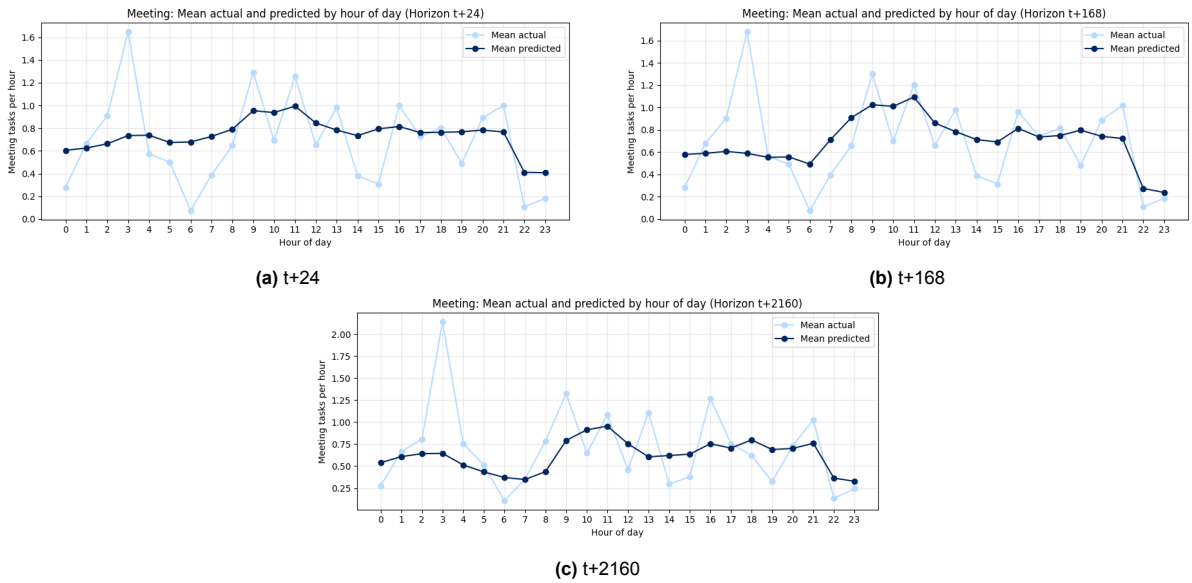 Meeting: Mean actual and predicted by hour of day (Horizon t+24)
Meeting tasks per hour
1.6
1.4
1.2
1.0
0.8
0.6
0.4
0.2
0.0
Mean actual
Mean predicted
0 1 2 3 4 5 6 7 8 9 10 11 12 13 14 15 16 17 18 19 20 21 22 23
Hour of day
(a) t+24
Meeting: Mean actual and predicted by hour of day (Horizon t+168)
Meeting tasks per hour
1.6
1.4
1.2
1.0
0.8
0.6
0.4
0.2
0.0
Mean actual
Mean predicted
0 1 2 3 4 5 6 7 8 9 10 11 12 13 14 15 16 17 18 19 20 21 22 23
Hour of day
(b) t+168
Meeting: Mean actual and predicted by hour of day (Horizon t+2160)
Meeting tasks per hour
2.00
1.75
1.50
1.25
1.00
0.75
0.50
0.25
Mean actual
Mean predicted
0 1 2 3 4 5 6 7 8 9 10 11 12 13 14 15 16 17 18 19 20 21 22 23
Hour of day
(c) t+2160